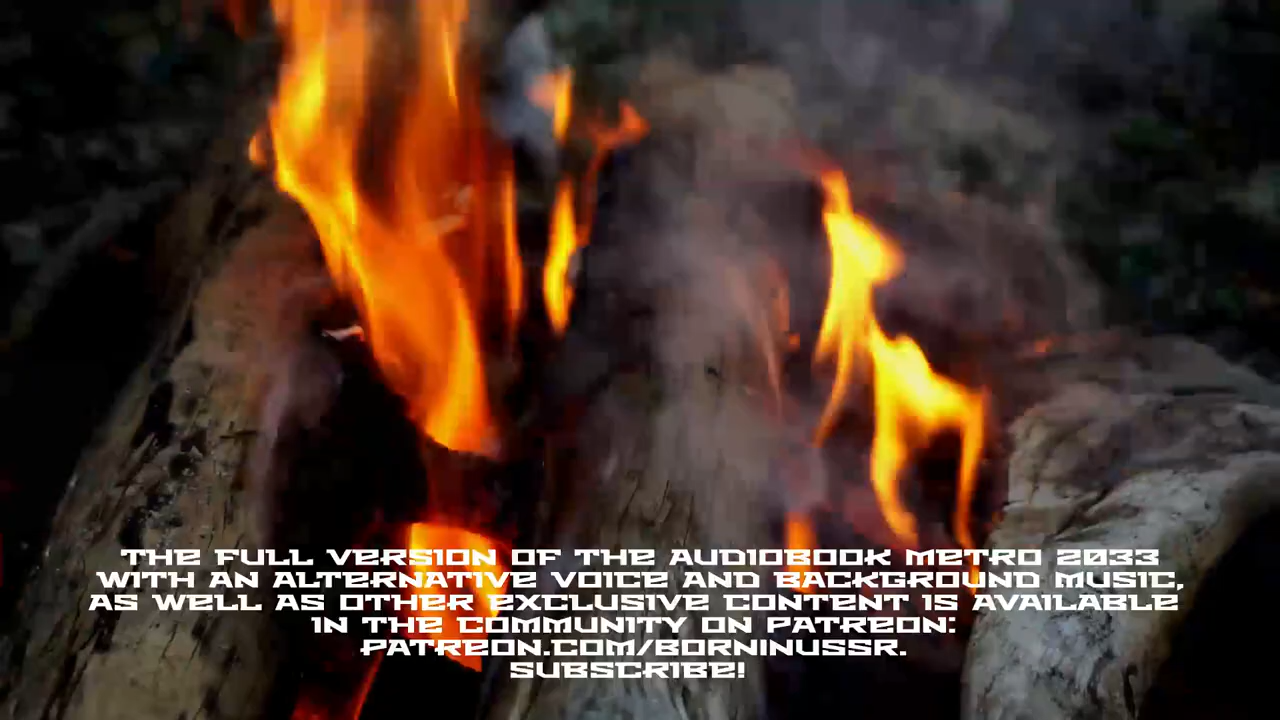 THE FULL VERSION OF THE AUDIOBOOK METRO 2033
WITH AN ALTERNATIVE VOICE AND BACKGROUND MUSIC,
AS WELL AS OTHER EXCLUSIVE CONTENT IS AVAILABLE
IN THE COMMUNITY ON PATREON:
PATREON.COM/BORNINUSSR.
SUBSCRIBE!